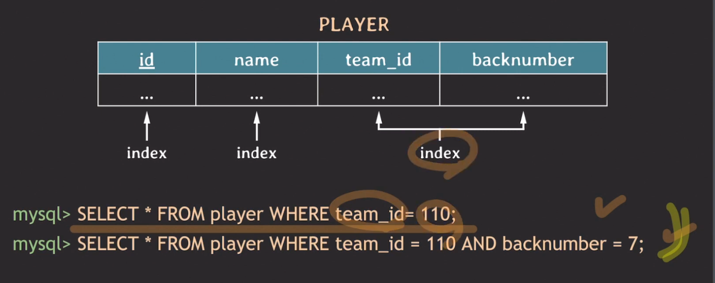 PLAYER
id name team_id backnumber
... ... ... ...
index index index
mysql> SELECT * FROM player WHERE team_id= 110;
mysql> SELECT * FROM player WHERE team_id = 110 AND backnumber = 7;